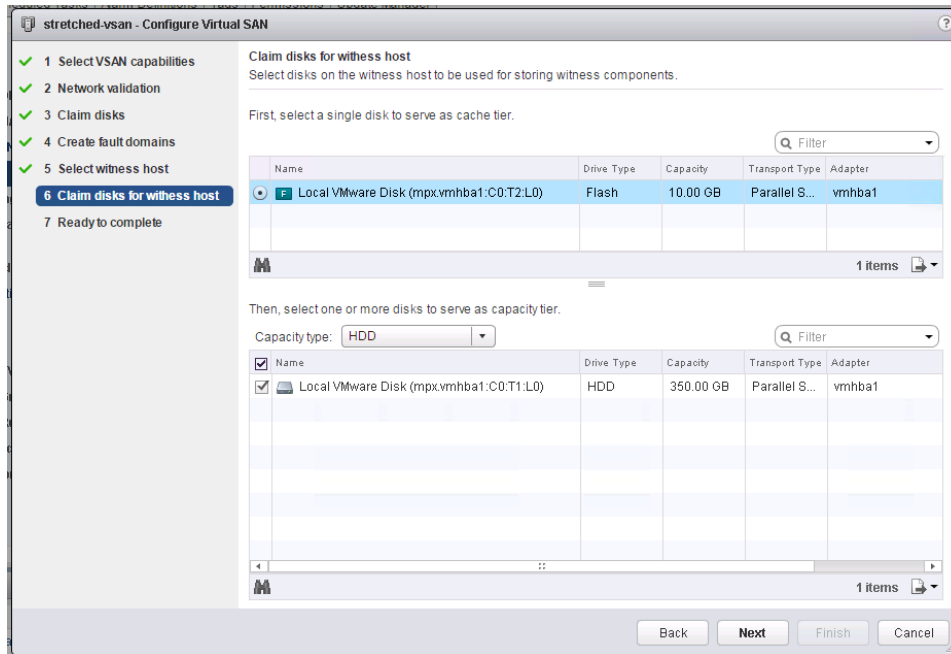 stretched-vsan - Configure Virtual SAN
1 Select VSAN capabilities
2 Network validation
3 Claim disks
4 Create fault domains
5 Select witness host
6 Claim disks for withess host
7 Ready to complete
Claim disks for withess host
Select disks on the witness host to be used for storing witness components.
First, select a single disk to serve as cache tier.
Filter
Name Drive Type Capacity Transport Type Adapter
F Local VMware Disk (mpx.vmhba1:C0:T2:L0) Flash 10.00 GB Parallel S... vmhba1
1 items
Then, select one or more disks to serve as capacity tier.
Capacity type: HDD Filter
Name Drive Type Capacity Transport Type Adapter
Local VMware Disk (mpx.vmhba1:C0:T1:L0) HDD 350.00 GB Parallel S... vmhba1
1 items
Back Next Finish Cancel